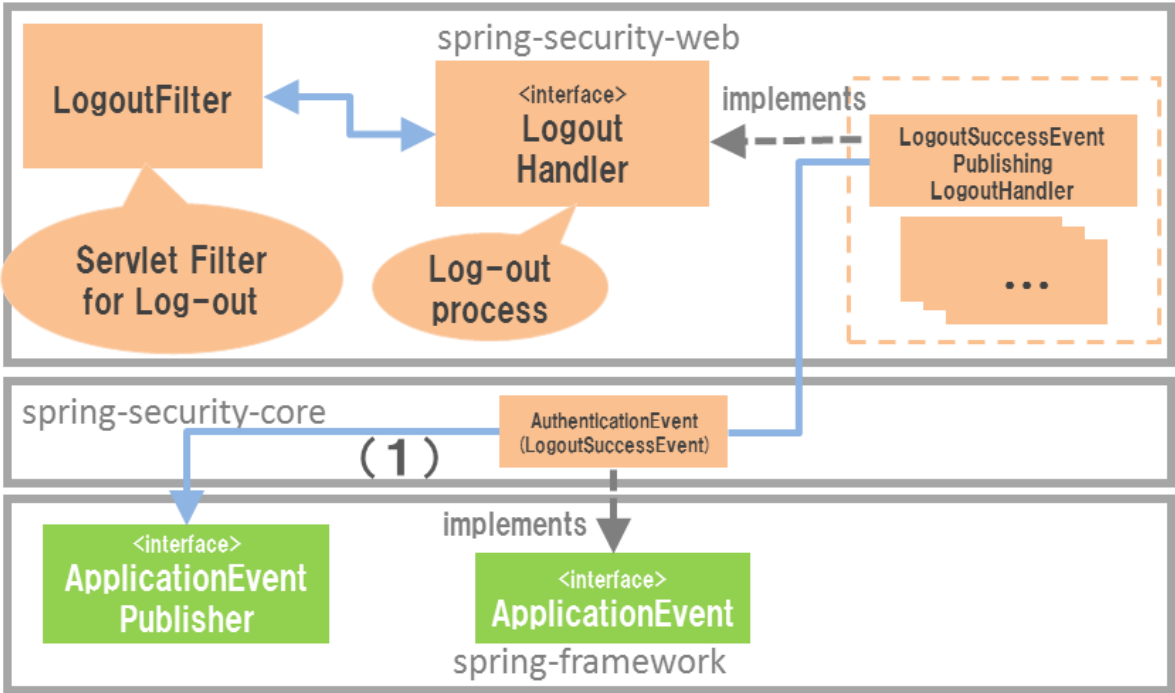 spring-security-web
LogoutFilter
<interface>
Logout
Handler
implements
LogoutSuccessEvent
Publishing
LogoutHandler
Servlet Filter
for Log-out
Log-out
process
...
spring-security-core
AuthenticationEvent
(LogoutSuccessEvent)
(1)
implements
<interface>
ApplicationEvent
Publisher
<interface>
ApplicationEvent
spring-framework